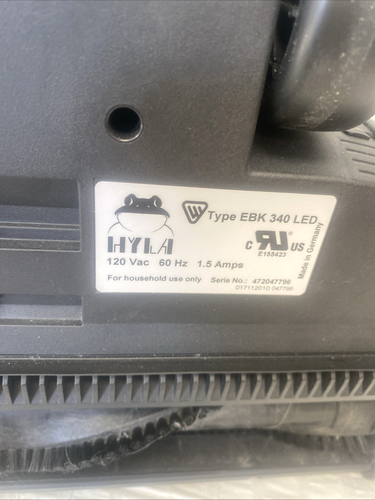 Type EBK 340 LED
HYLA
c RU US
E155423
Made in Germany
120 Vac 60 Hz 1.5 Amps
For household use only Serie No.: 472047796
017112010 047796